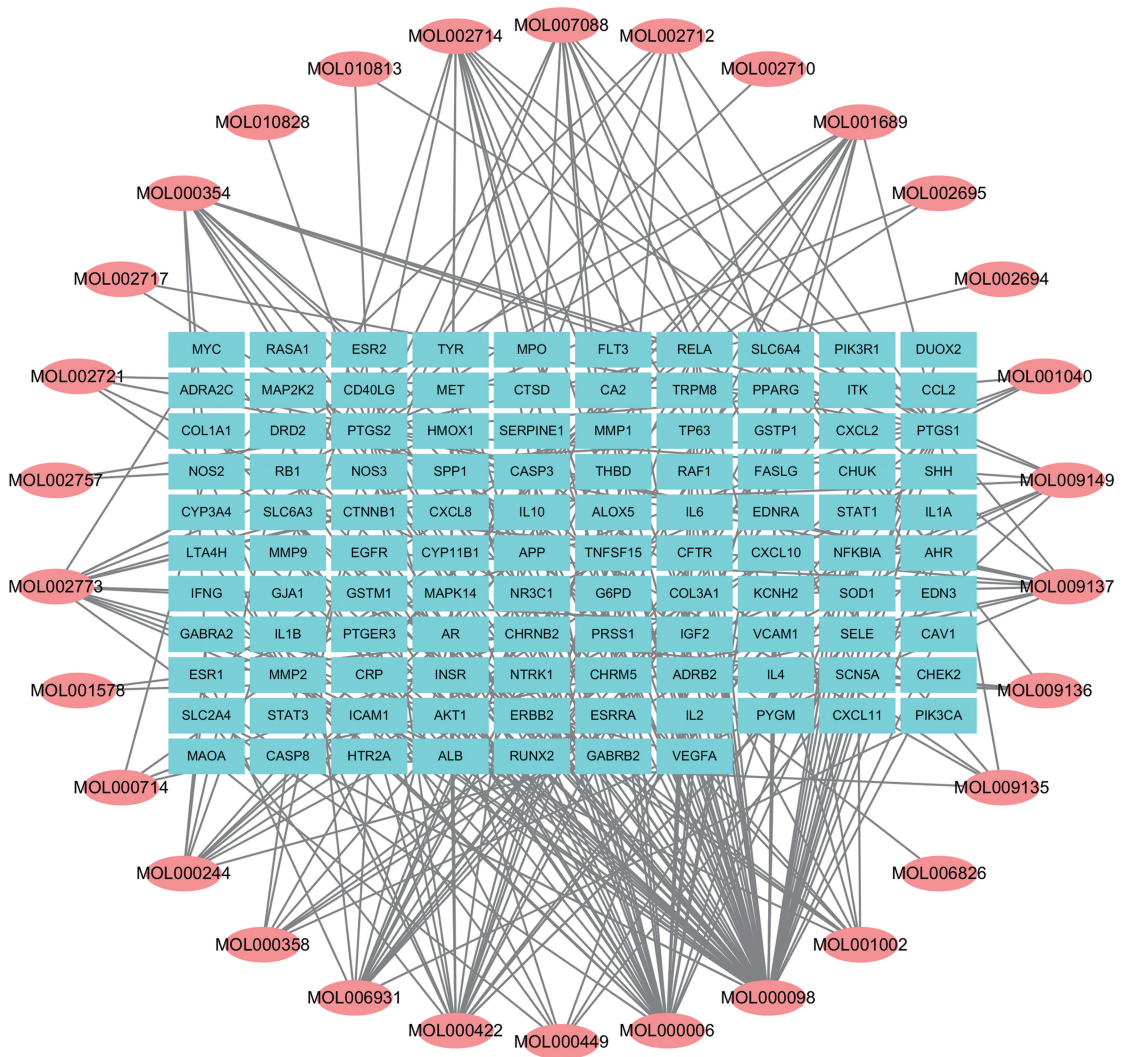 MOL007088
MOL002714
MOL002712
MOL010813
MOL002710
MOL010828
MOL001689
MOL000354
MOL002695
MOL002717
MOL002694
MYC RASA1 ESR2 TYR MPO FLT3 RELA SLC6A4 PIK3R1 DUOX2
MOL002721
MOL001040
ADRA2C MAP2K2 CD40LG MET CTSD CA2 TRPM8 PPARG ITK CCL2
COL1A1 DRD2 PTGS2 HMOX1 SERPINE1 MMP1 TP63 GSTP1 CXCL2 PTGS1
MOL002757
MOL009149
NOS2 RB1 NOS3 SPP1 CASP3 THBD RAF1 FASLG CHUK SHH
CYP3A4 SLC6A3 CTNNB1 CXCL8 IL10 ALOX5 IL6 EDNRA STAT1 IL1A
LTA4H MMP9 EGFR CYP11B1 APP TNFSF15 CFTR CXCL10 NFKBIA AHR
MOL002773
MOL009137
IFNG GJA1 GSTM1 MAPK14 NR3C1 G6PD COL3A1 KCNH2 SOD1 EDN3
GABRA2 IL1B PTGER3 AR CHRNB2 PRSS1 IGF2 VCAM1 SELE CAV1
ESR1 MMP2 CRP INSR NTRK1 CHRM5 ADRB2 IL4 SCN5A CHEK2
MOL001578
MOL009136
SLC2A4 STAT3 ICAM1 AKT1 ERBB2 ESRRA IL2 PYGM CXCL11 PIK3CA
MAOA CASP8 HTR2A ALB RUNX2 GABRB2 VEGFA
MOL000714
MOL009135
MOL000244
MOL006826
MOL000358
MOL001002
MOL006931
MOL000098
MOL000422
MOL000006
MOL000449